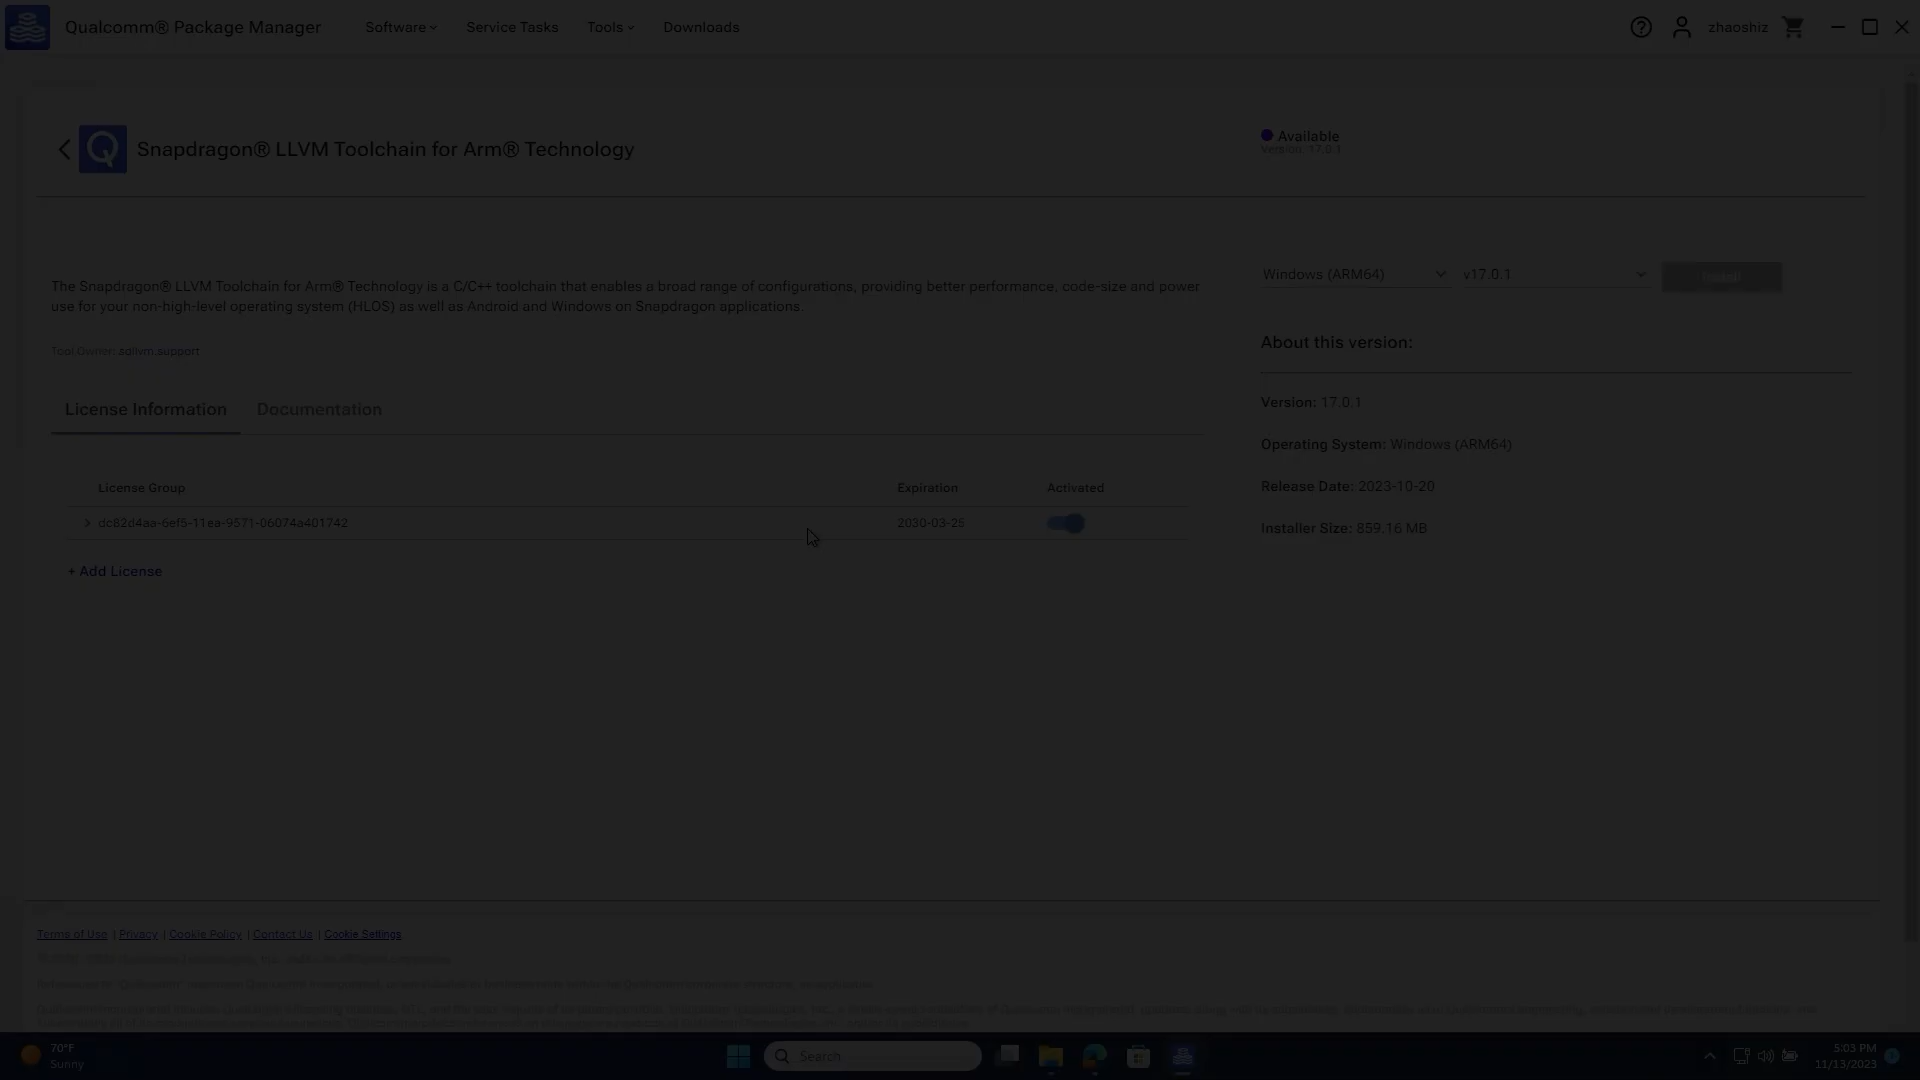 Qualcomm® Package Manager
Software
Service Tasks
Tools
Downloads
zhaoshiz
Snapdragon® LLVM Toolchain for Arm® Technology
Available
Version: 17.0.1
The Snapdragon® LLVM Toolchain for Arm® Technology is a C/C++ toolchain that enables a broad range of configurations, providing better performance, code-size and power
use for your non-high-level operating system (HLOS) as well as Android and Windows on Snapdragon applications.
Windows (ARM64)
v17.0.1
Install
Tool Owner: sdllvm.support
About this version:
License Information
Documentation
Version: 17.0.1
Operating System: Windows (ARM64)
Release Date: 2023-10-20
Installer Size: 859.16 MB
License Group
Expiration
Activated
dc82d4aa-6ef5-11ea-9571-06074a401742
2030-03-25
+ Add License
Terms of Use | Privacy | Cookie Policy | Contact Us | Cookie Settings
70°F
Sunny
Search
5:03 PM
11/13/2023